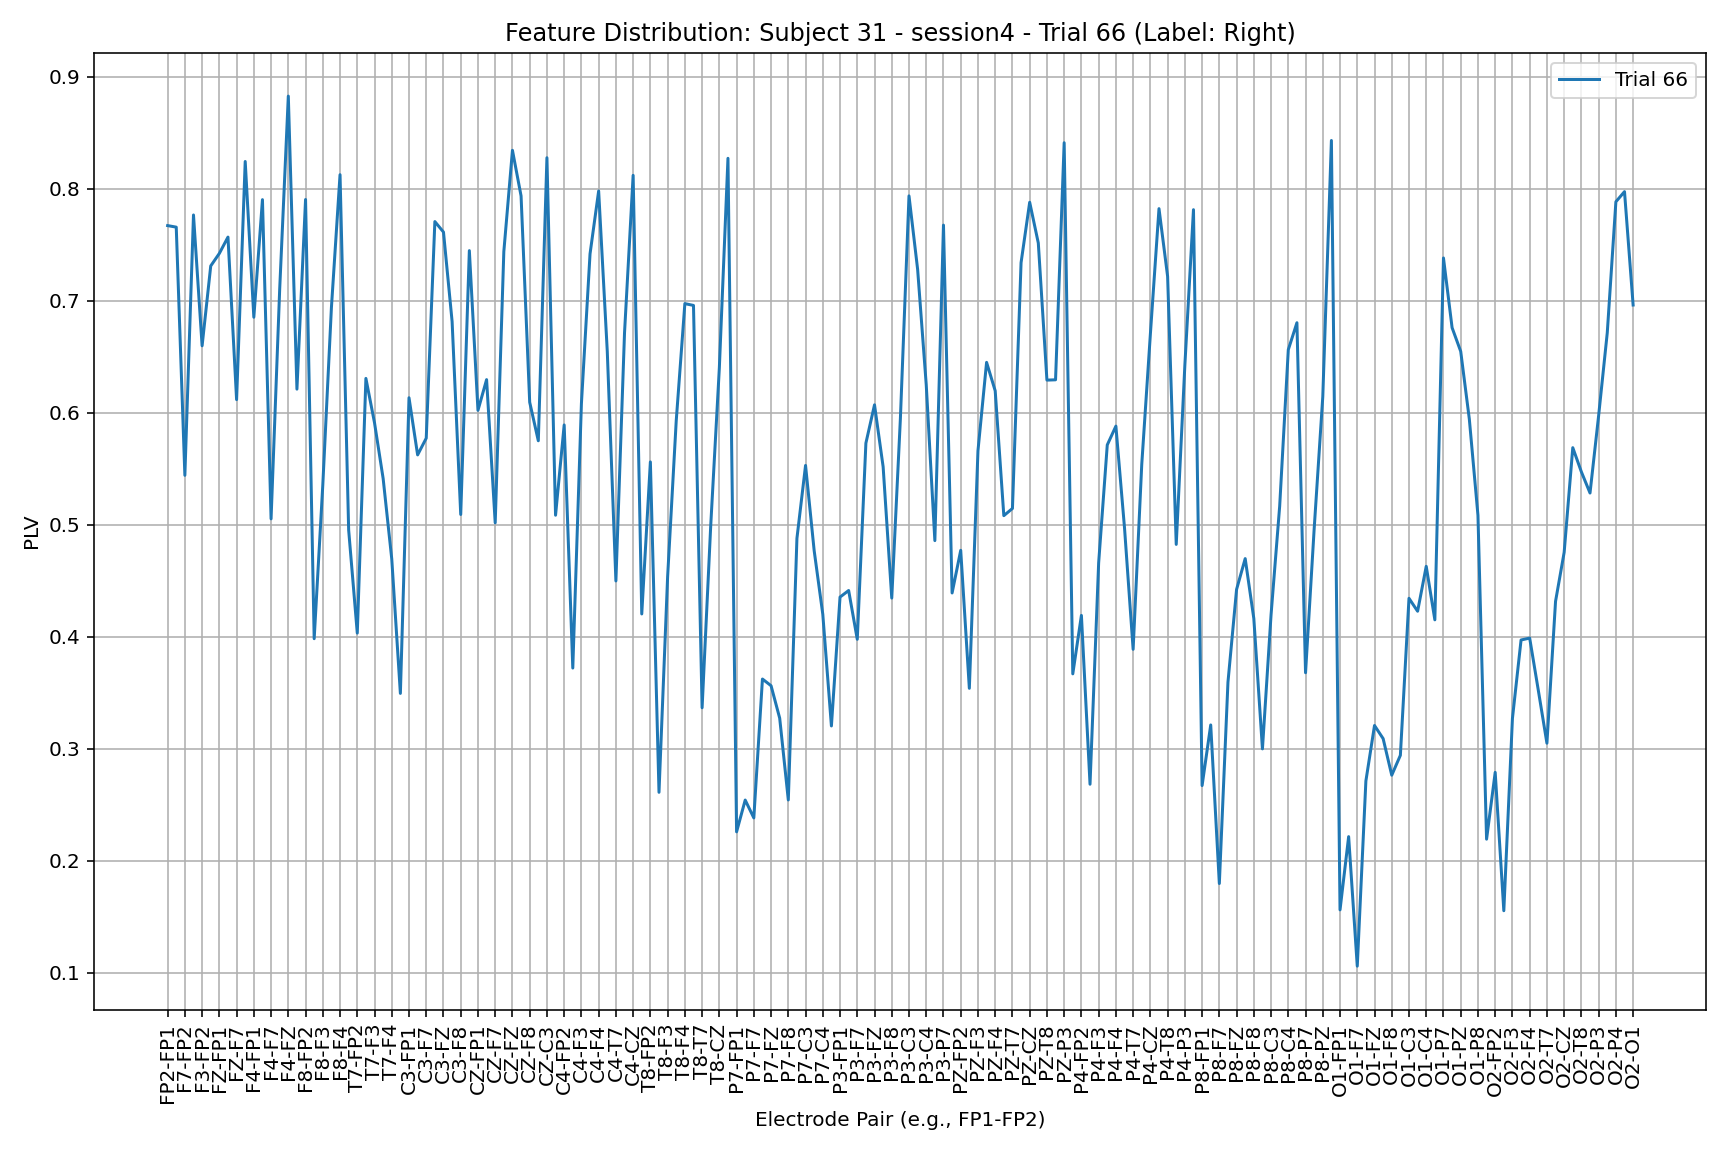 Feature Distribution: Subject 31 - session4 - Trial 66 (Label: Right)
Trial 66
PLV
0.9
0.8
0.7
0.6
0.5
0.4
0.3
0.2
0.1
FP2-FP1
F7-FP2
F3-FP2
FZ-FP1
FZ-F7
F4-FP1
F4-F7
F4-FZ
F8-FP2
F8-F3
F8-F4
T7-FP2
T7-F3
T7-F4
C3-FP1
C3-F7
C3-FZ
C3-F8
CZ-FP1
CZ-F7
CZ-FZ
CZ-F8
CZ-C3
C4-FP2
C4-F3
C4-F4
C4-T7
C4-CZ
T8-FP2
T8-F3
T8-F4
T8-T7
T8-CZ
P7-FP1
P7-F7
P7-FZ
P7-F8
P7-C3
P7-C4
P3-FP1
P3-F7
P3-FZ
P3-F8
P3-C3
P3-C4
P3-P7
PZ-FP2
PZ-F3
PZ-F4
PZ-T7
PZ-CZ
PZ-T8
PZ-P3
P4-FP2
P4-F3
P4-F4
P4-T7
P4-CZ
P4-T8
P4-P3
P8-FP1
P8-F7
P8-FZ
P8-F8
P8-C3
P8-C4
P8-P7
P8-PZ
O1-FP1
O1-F7
O1-FZ
O1-F8
O1-C3
O1-C4
O1-P7
O1-PZ
O1-P8
O2-FP2
O2-F3
O2-F4
O2-T7
O2-CZ
O2-T8
O2-P3
O2-P4
O2-O1
Electrode Pair (e.g., FP1-FP2)